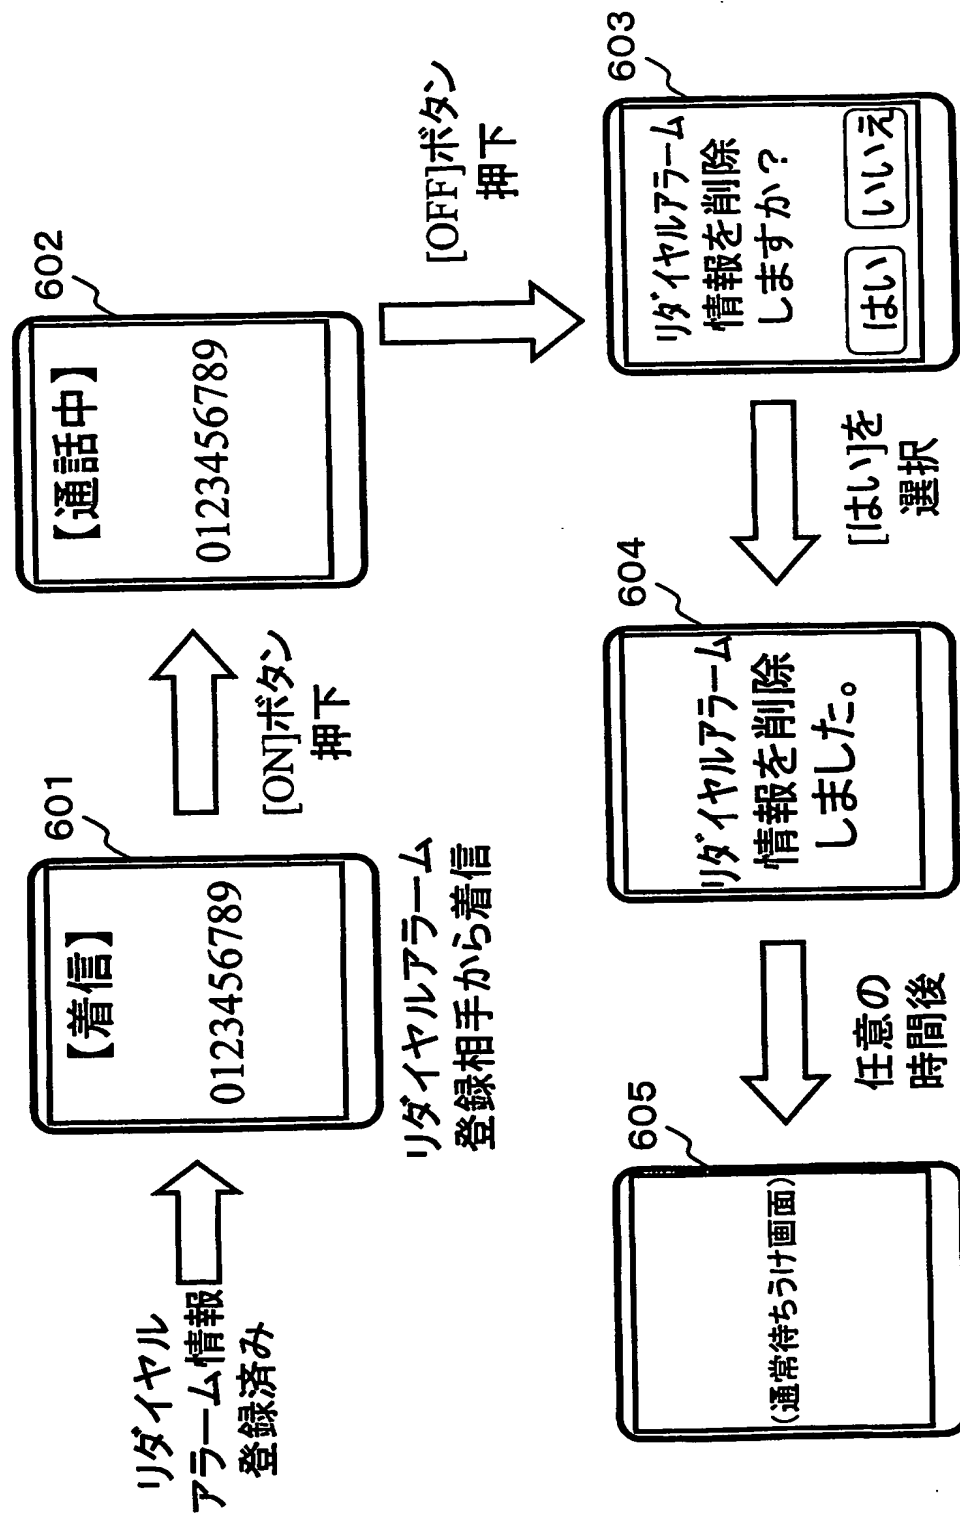 リダイヤル
アラーム情報
登録済み
601
【着信】
0123456789
リダイヤルアラーム
登録相手から着信
[ON]ボタン
押下
602
【通話中】
0123456789
[OFF]ボタン
押下
603
リダイヤルアラーム
情報を削除
しますか？
はい
いいえ
[はい]を
選択
604
リダイヤルアラーム
情報を削除
しました。
任意の
時間後
605
(通常待ちうけ画面)